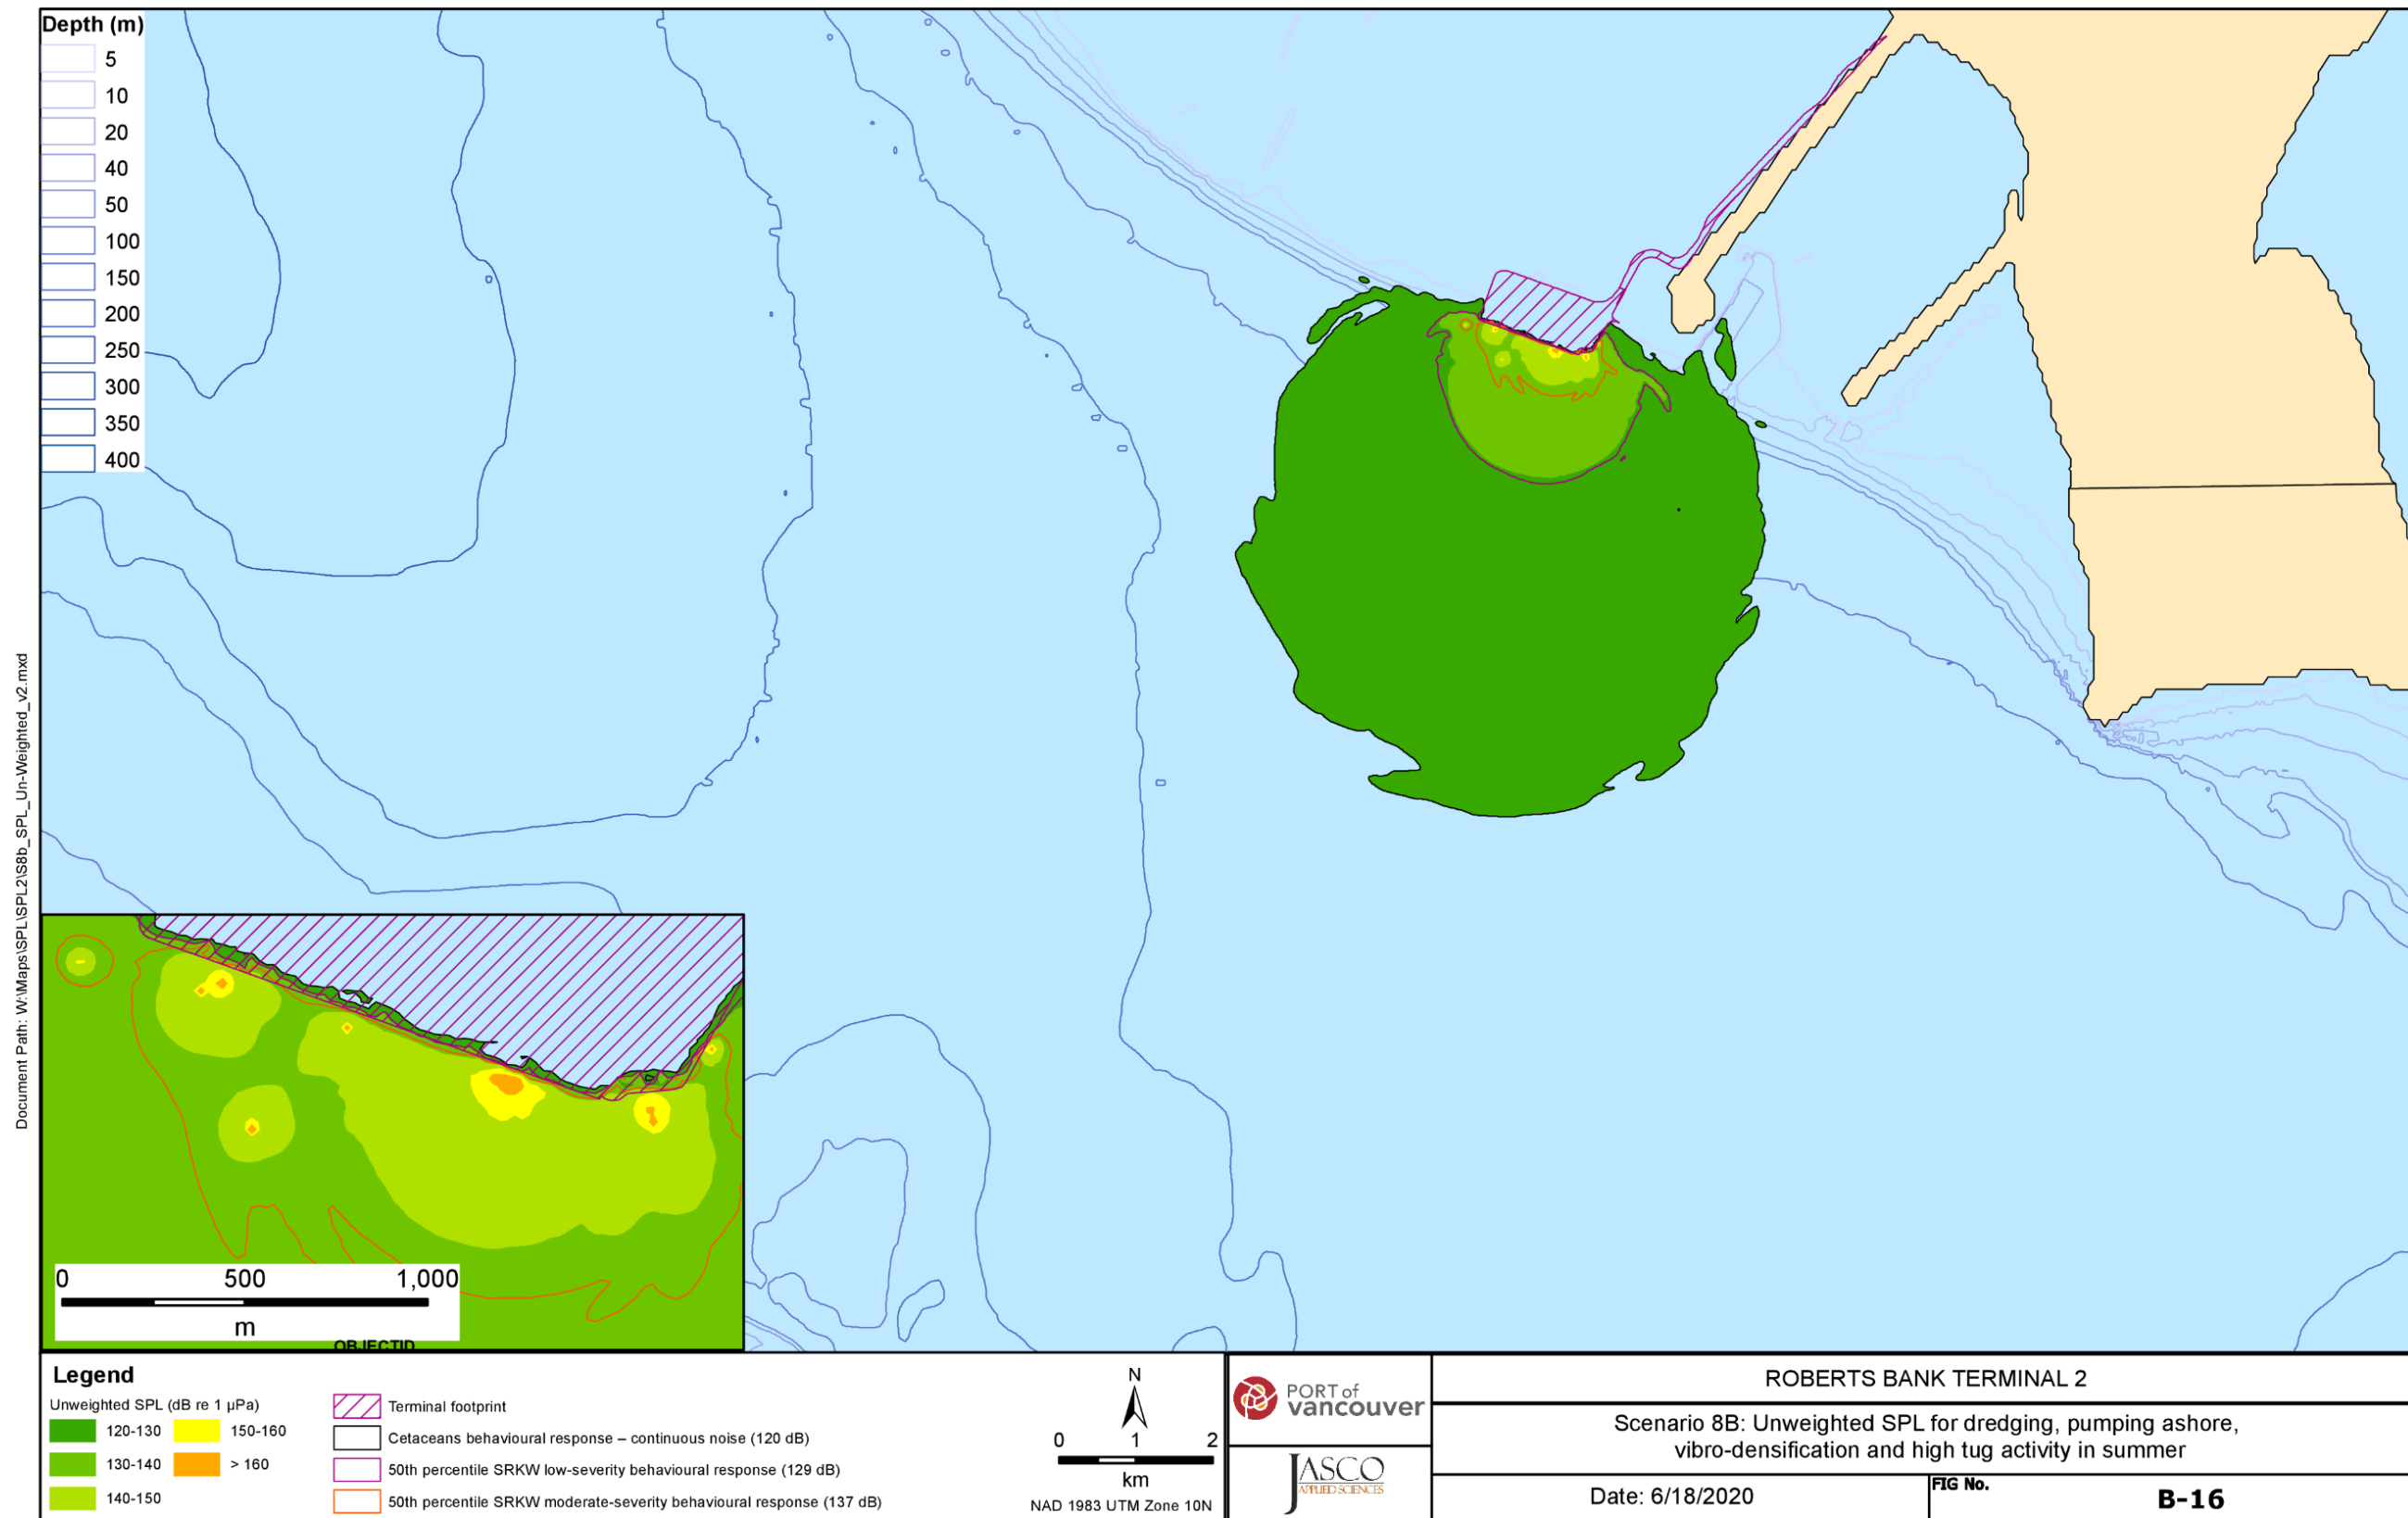 Depth (m)
5
10
20
40
50
100
150
200
250
300
350
400
Document Path: W:\Maps\SPL\SPL2\S8b_SPL_Un-Weighted_v2.mxd
0 500 1,000
m
OBJECTID
Legend
Unweighted SPL (dB re 1 µPa)
120-130
130-140
140-150
150-160
> 160
Terminal footprint
Cetaceans behavioural response – continuous noise (120 dB)
50th percentile SRKW low-severity behavioural response (129 dB)
50th percentile SRKW moderate-severity behavioural response (137 dB)
N
0 1 2
km
NAD 1983 UTM Zone 10N
PORT of
vancouver
JASCO
APPLIED SCIENCES
ROBERTS BANK TERMINAL 2
Scenario 8B: Unweighted SPL for dredging, pumping ashore,
vibro-densification and high tug activity in summer
Date: 6/18/2020
FIG No.
B-16